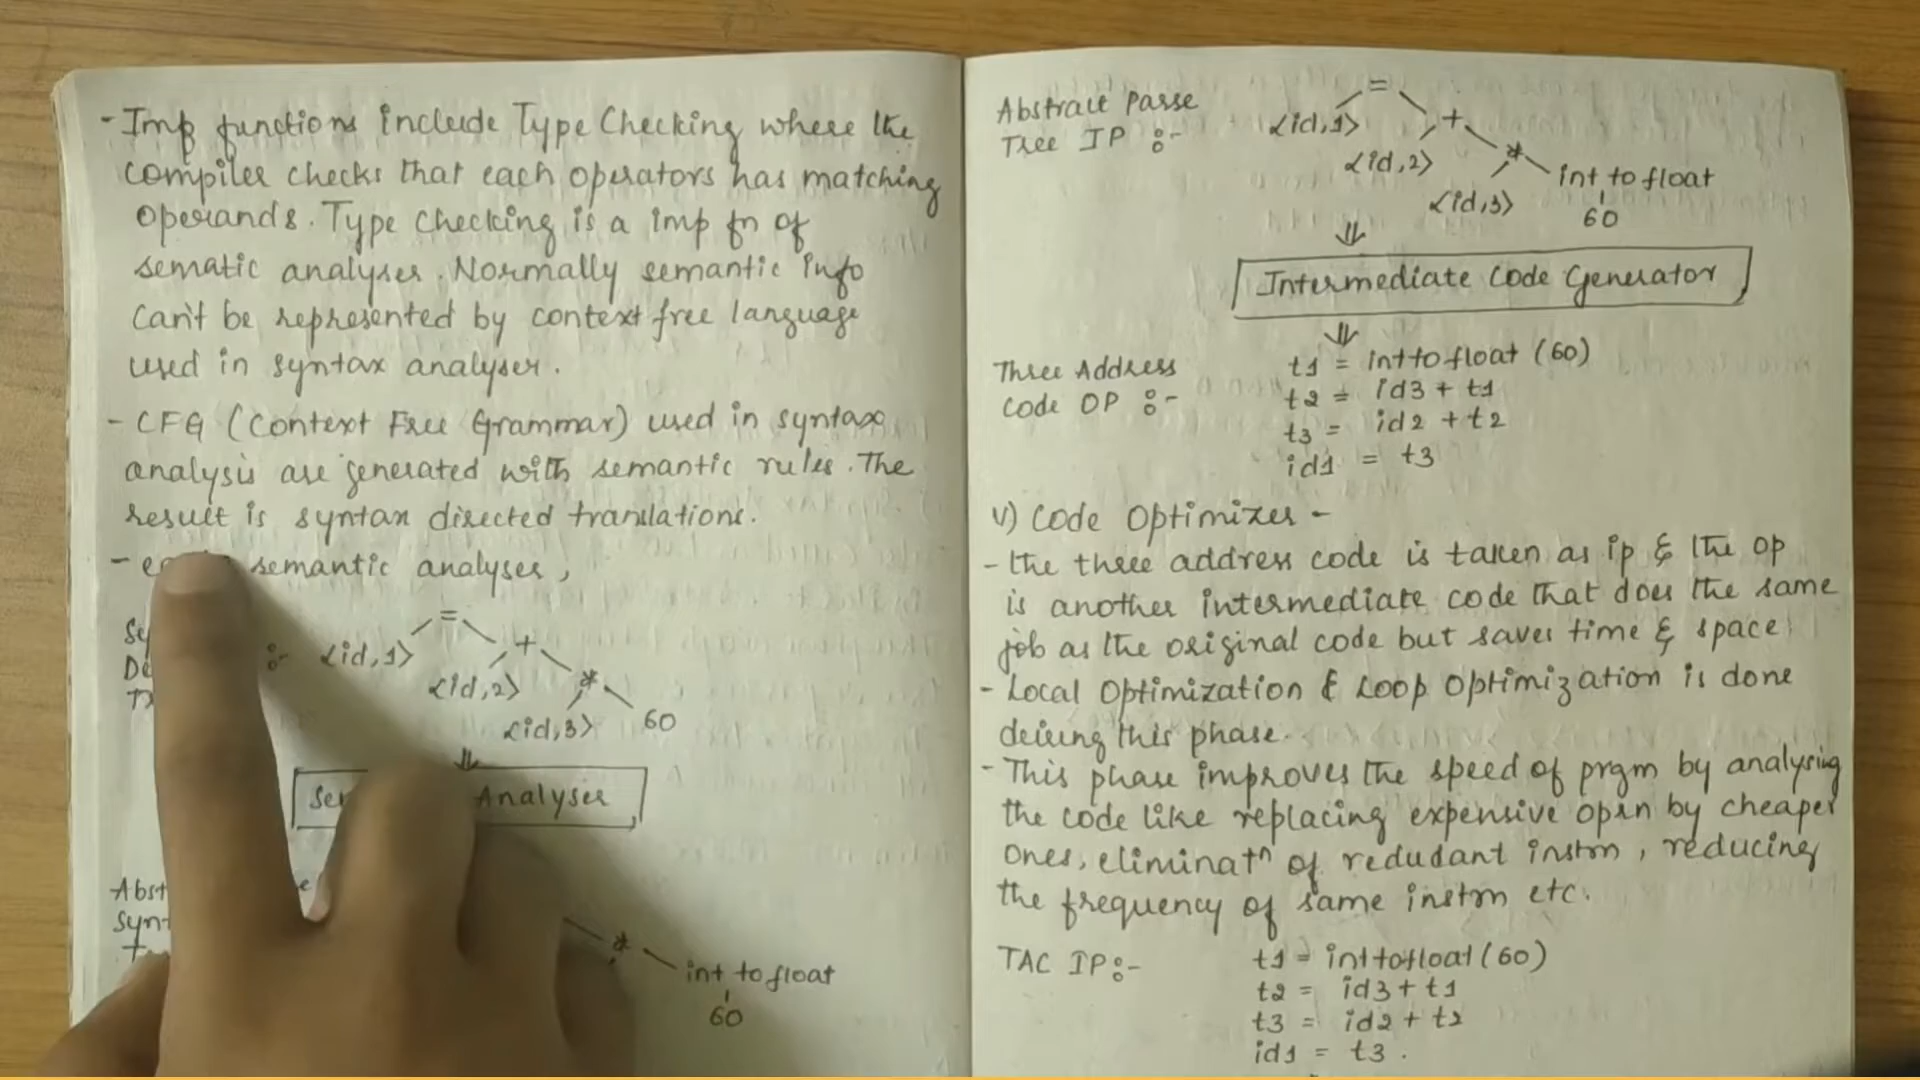 - Imp functions include Type Checking where the
compiler checks that each operators has matching
operands. Type checking is a imp fn of
sematic analyser. Normally semantic info
can't be represented by context free language
used in syntax analyser.
- CFG (Context Free Grammar) used in syntax
analysis are generated with semantic rules. The
result is syntax directed translations.
- semantic analyser,
=
:- <id,1> +
<id,2> *
<id,3> 60
⇓
Analyser
*
int to float
60
Abstract Parse
Tree IP :-
=
<id,1> +
<id,2> *
<id,3> int to float
60
⇓
Intermediate Code Generator
⇓
Three Address
Code OP :-
t1 = inttofloat (60)
t2 = id3 + t1
t3 = id2 + t2
id1 = t3
v) Code Optimizer -
- the three address code is taken as ip & the op
is another intermediate code that does the same
job as the original code but saves time & space
- Local Optimization & Loop Optimization is done
during this phase.
- This phase improves the speed of prgm by analysing
the code like replacing expensive oprn by cheaper
ones, eliminatn of redudant instrn, reducing
the frequency of same instrn etc.
TAC IP:- t1 = inttofloat (60)
t2 = id3 + t1
t3 = id2 + t2
id1 = t3.